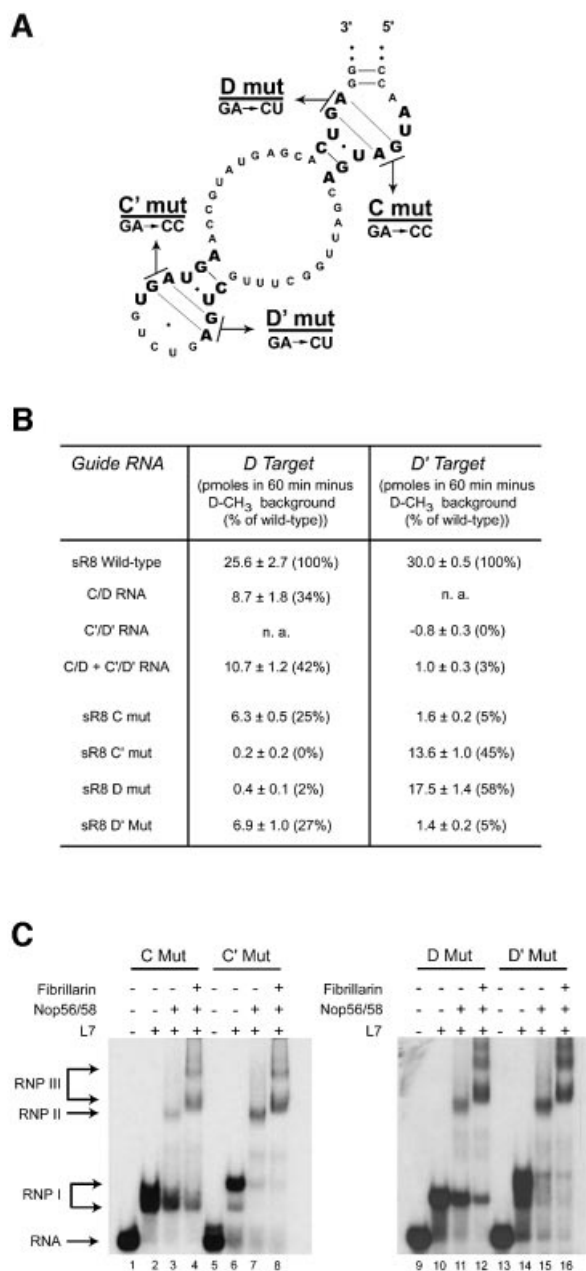 A
3' 5'
D mut
GA→CU
C mut
GA→CC
C' mut
GA→CC
D' mut
GA→CU
C C A A U G A U G A C G A U U G G C U U U G C U G A G U C U G U U G A U G A A C C G U A U G A G C A C U G A G G
B
Guide RNA D Target D' Target
(pmoles in 60 min minus (pmoles in 60 min minus
D-CH3 background D-CH3 background
(% of wild-type)) (% of wild-type))
sR8 Wild-type 25.6 ± 2.7 (100%) 30.0 ± 0.5 (100%)
C/D RNA 8.7 ± 1.8 (34%) n. a.
C'/D' RNA n. a. -0.8 ± 0.3 (0%)
C/D + C'/D' RNA 10.7 ± 1.2 (42%) 1.0 ± 0.3 (3%)
sR8 C mut 6.3 ± 0.5 (25%) 1.6 ± 0.2 (5%)
sR8 C' mut 0.2 ± 0.2 (0%) 13.6 ± 1.0 (45%)
sR8 D mut 0.4 ± 0.1 (2%) 17.5 ± 1.4 (58%)
sR8 D' Mut 6.9 ± 1.0 (27%) 1.4 ± 0.2 (5%)
C
C Mut C' Mut D Mut D' Mut
Fibrillarin - - - + - - - + Fibrillarin - - - + - - - +
Nop56/58 - - + + - - + + Nop56/58 - - + + - - + +
L7 - + + + - + + + L7 - + + + - + + +
RNP III
RNP II
RNP I
RNA
1 2 3 4 5 6 7 8 9 10 11 12 13 14 15 16